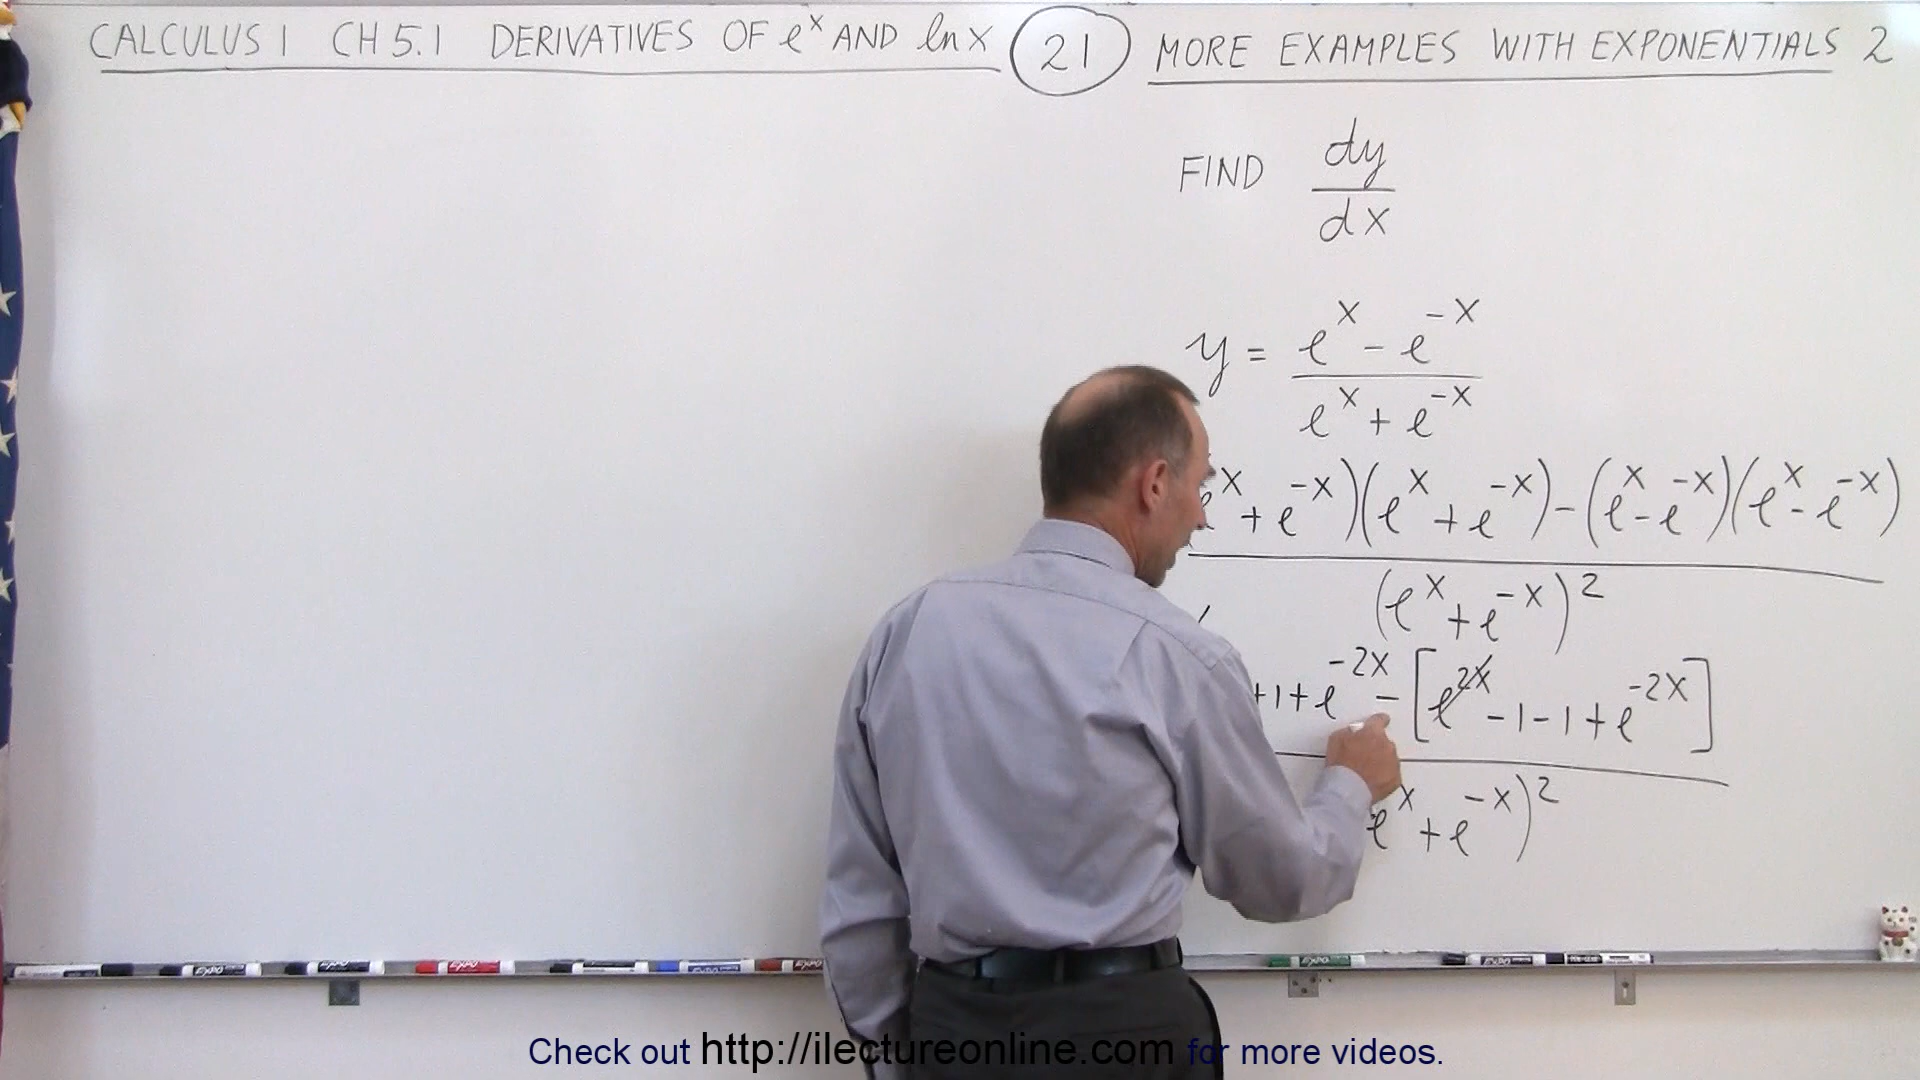 CALCULUS 1 CH 5.1 DERIVATIVES OF e^x AND ln x (21) MORE EXAMPLES WITH EXPONENTIALS 2
FIND dy
dx
y = e^x - e^-x
e^x + e^-x
e^x + e^-x)(e^x + e^-x) - (e^x - e^-x)(e^x - e^-x)
(e^x + e^-x)^2
+1+e^-2x - [e^2x -1-1+e^-2x]
e^x + e^-x)^2
Check out http://ilectureonline.com for more videos.